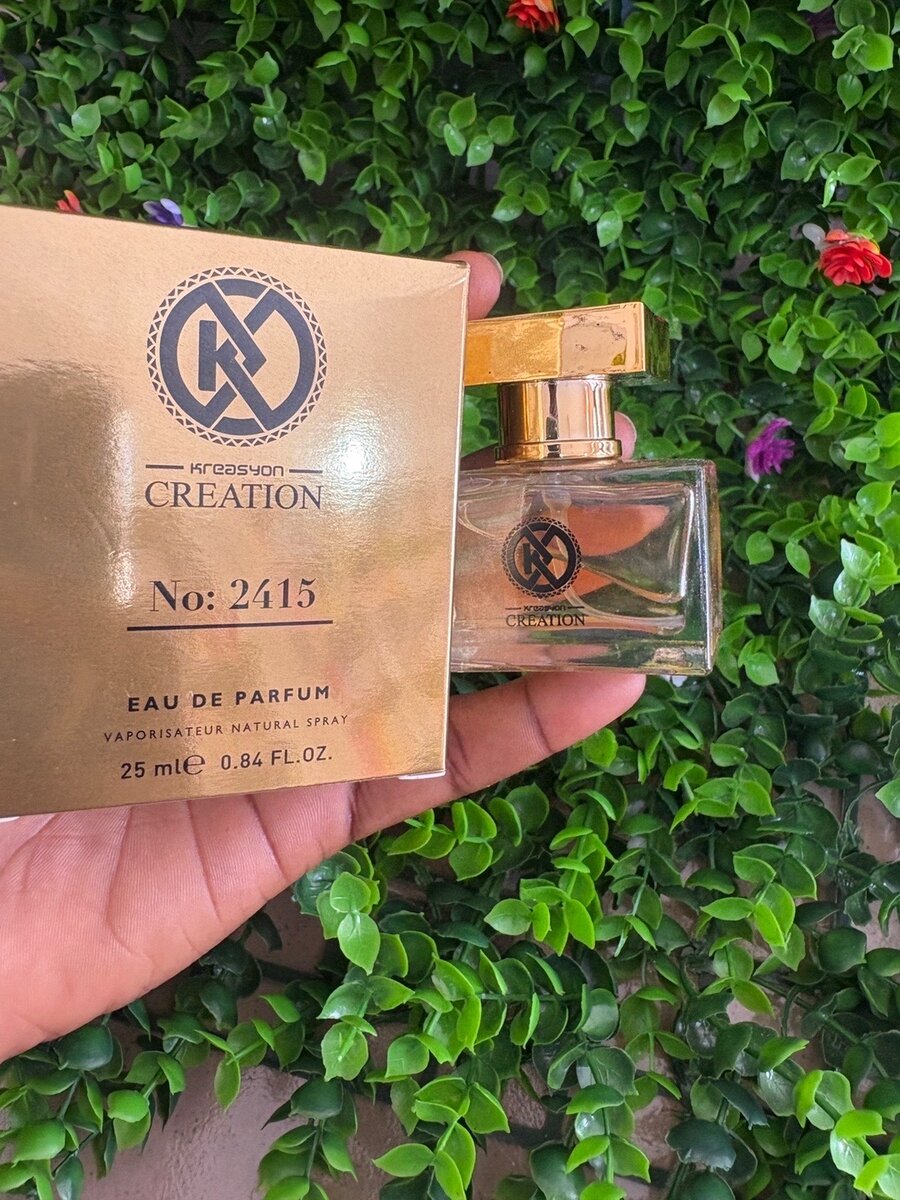 K
Kreasyon
CREATION
No: 2415
EAU DE PARFUM
VAPORISATEUR NATURAL SPRAY
25 ml e 0.84 FL.OZ.
K
Kreasyon
CREATION